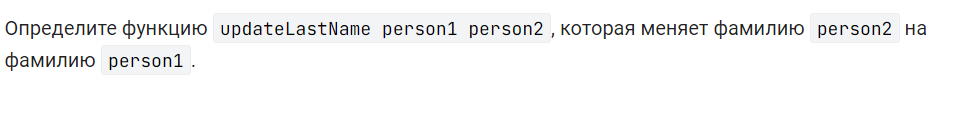 Определите функцию updateLastName person1 person2, которая меняет фамилию person2 на
фамилию person1.